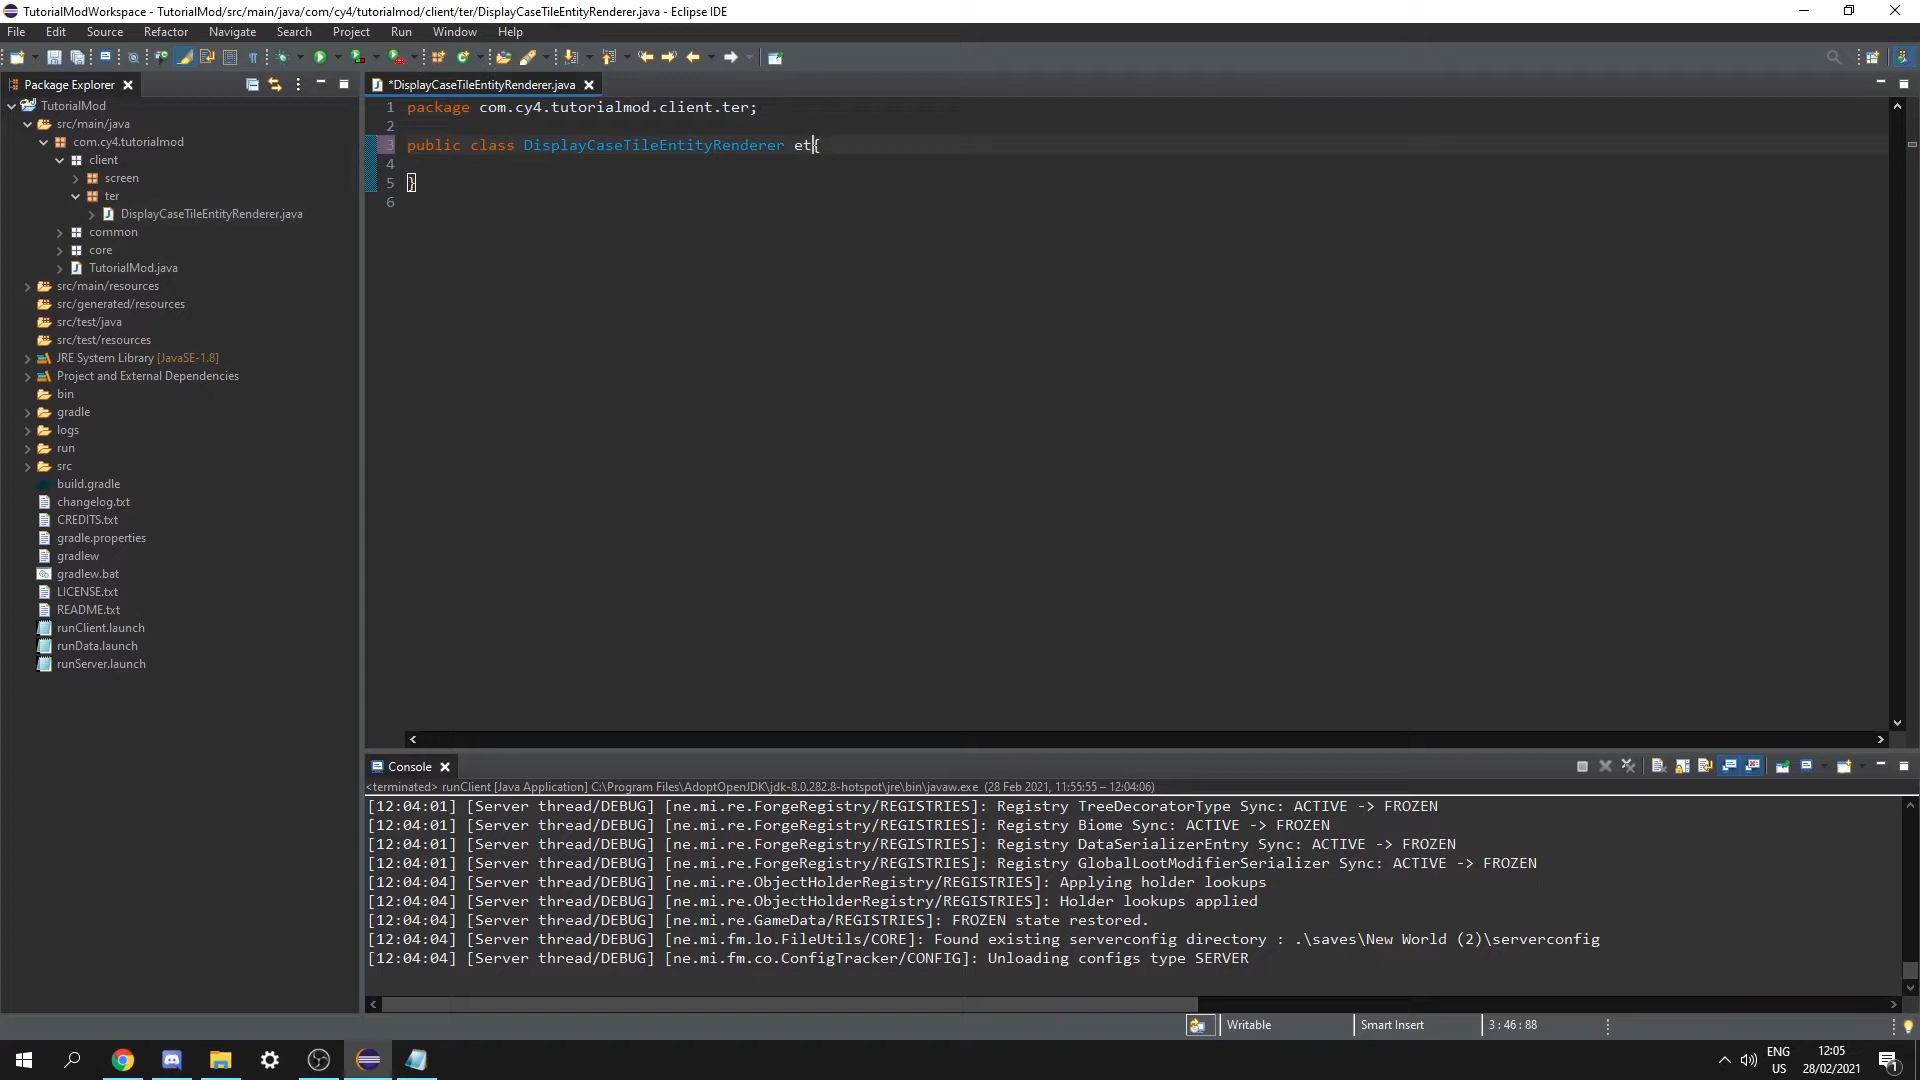 TutorialModWorkspace - TutorialMod/src/main/java/com/cy4/tutorialmod/client/ter/DisplayCaseTileEntityRenderer.java - Eclipse IDE
File Edit Source Refactor Navigate Search Project Run Window Help
Package Explorer
*DisplayCaseTileEntityRenderer.java
TutorialMod
src/main/java
com.cy4.tutorialmod
client
screen
ter
DisplayCaseTileEntityRenderer.java
common
core
TutorialMod.java
src/main/resources
src/generated/resources
src/test/java
src/test/resources
JRE System Library [JavaSE-1.8]
Project and External Dependencies
bin
gradle
logs
run
src
build.gradle
changelog.txt
CREDITS.txt
gradle.properties
gradlew
gradlew.bat
LICENSE.txt
README.txt
runClient.launch
runData.launch
runServer.launch
1 package com.cy4.tutorialmod.client.ter;
2
3 public class DisplayCaseTileEntityRenderer et{
4
5 }
6
Console
<terminated> runClient [Java Application] C:\Program Files\AdoptOpenJDK\jdk-8.0.282.8-hotspot\jre\bin\javaw.exe (28 Feb 2021, 11:55:55 – 12:04:06)
[12:04:01] [Server thread/DEBUG] [ne.mi.re.ForgeRegistry/REGISTRIES]: Registry TreeDecoratorType Sync: ACTIVE -> FROZEN
[12:04:01] [Server thread/DEBUG] [ne.mi.re.ForgeRegistry/REGISTRIES]: Registry Biome Sync: ACTIVE -> FROZEN
[12:04:01] [Server thread/DEBUG] [ne.mi.re.ForgeRegistry/REGISTRIES]: Registry DataSerializerEntry Sync: ACTIVE -> FROZEN
[12:04:01] [Server thread/DEBUG] [ne.mi.re.ForgeRegistry/REGISTRIES]: Registry GlobalLootModifierSerializer Sync: ACTIVE -> FROZEN
[12:04:04] [Server thread/DEBUG] [ne.mi.re.ObjectHolderRegistry/REGISTRIES]: Applying holder lookups
[12:04:04] [Server thread/DEBUG] [ne.mi.re.ObjectHolderRegistry/REGISTRIES]: Holder lookups applied
[12:04:04] [Server thread/DEBUG] [ne.mi.re.GameData/REGISTRIES]: FROZEN state restored.
[12:04:04] [Server thread/DEBUG] [ne.mi.fm.lo.FileUtils/CORE]: Found existing serverconfig directory : .\saves\New World (2)\serverconfig
[12:04:04] [Server thread/DEBUG] [ne.mi.fm.co.ConfigTracker/CONFIG]: Unloading configs type SERVER
Writable Smart Insert 3 : 46 : 88
ENG
US
12:05
28/02/2021
1